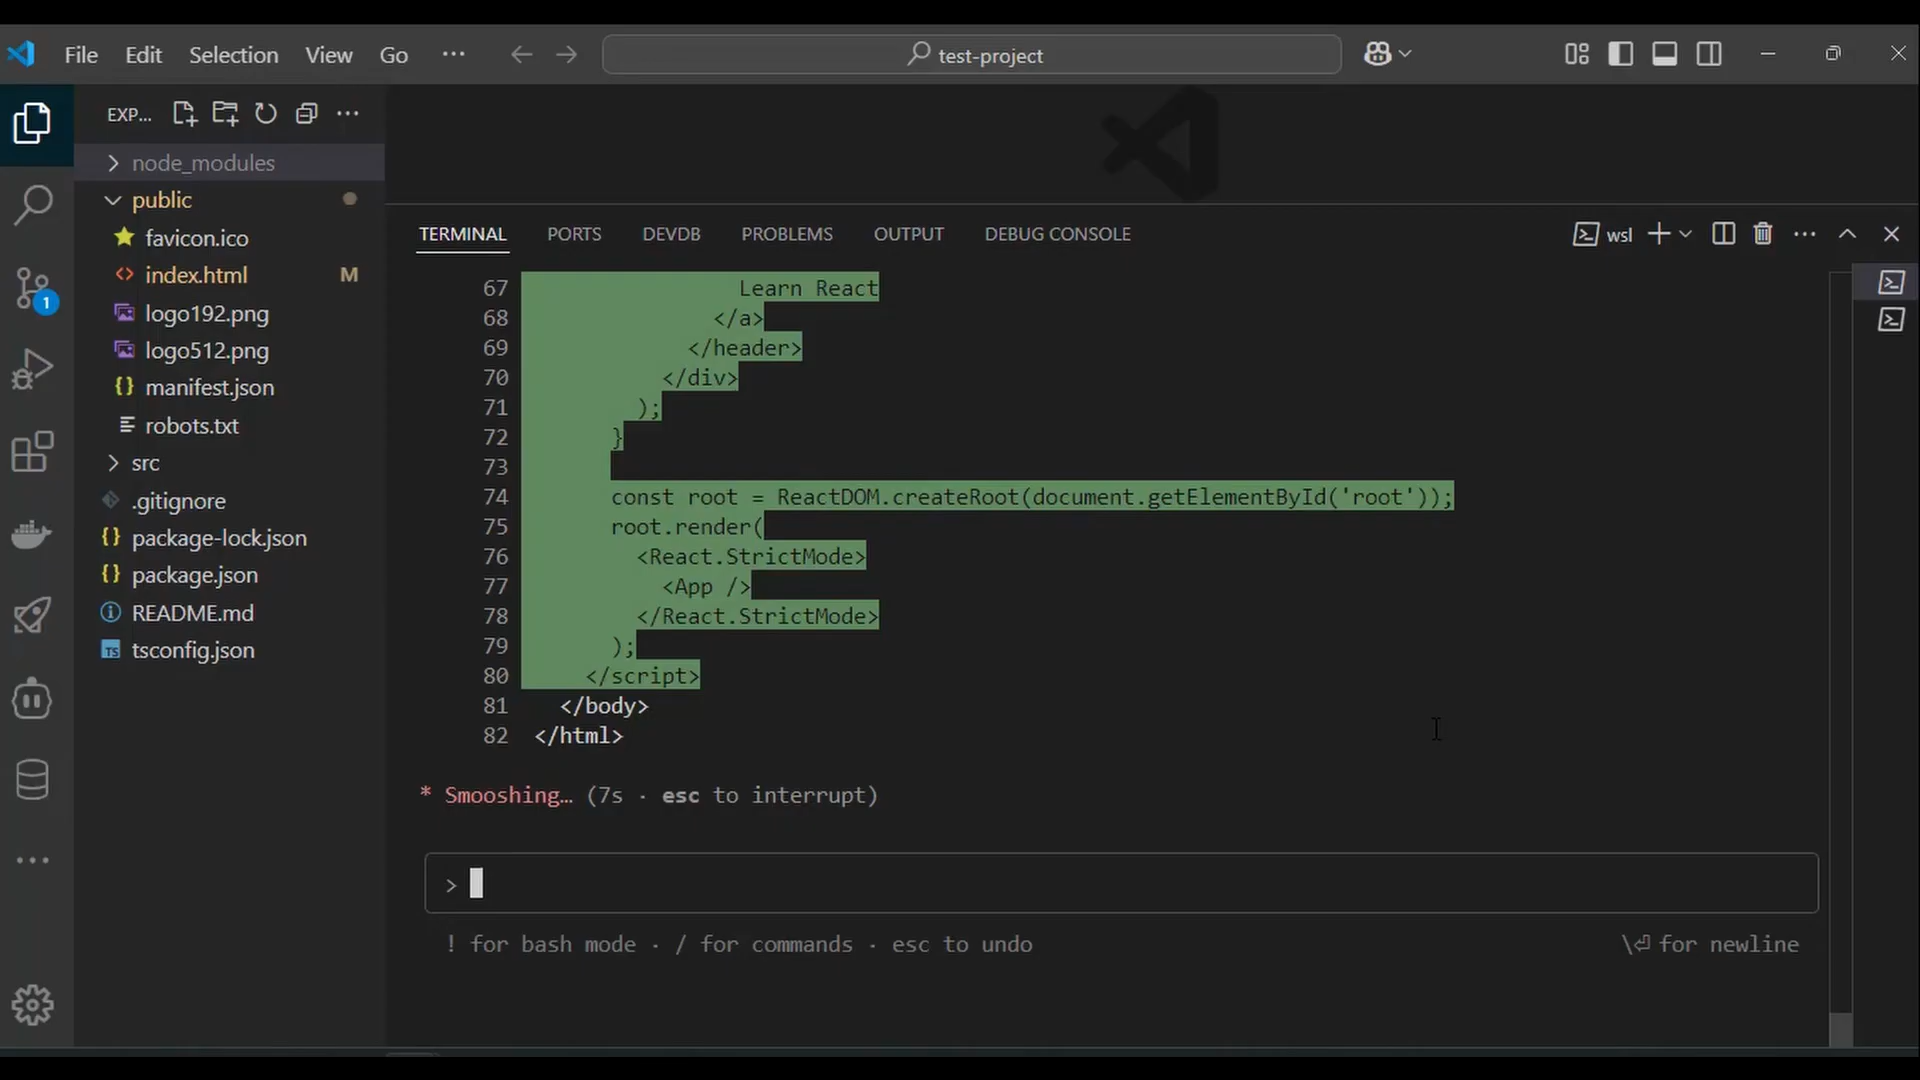 File Edit Selection View Go ··· test-project
EXP...
node_modules
public
favicon.ico
index.html M
logo192.png
logo512.png
manifest.json
robots.txt
src
.gitignore
package-lock.json
package.json
README.md
tsconfig.json
1
TERMINAL PORTS DEVDB PROBLEMS OUTPUT DEBUG CONSOLE wsl
67 Learn React
68 </a>
69 </header>
70 </div>
71 );
72 }
73
74 const root = ReactDOM.createRoot(document.getElementById('root'));
75 root.render(
76 <React.StrictMode>
77 <App />
78 </React.StrictMode>
79 );
80 </script>
81 </body>
82 </html>
* Smooshing… (7s · esc to interrupt)
>
! for bash mode · / for commands · esc to undo \⏎ for newline